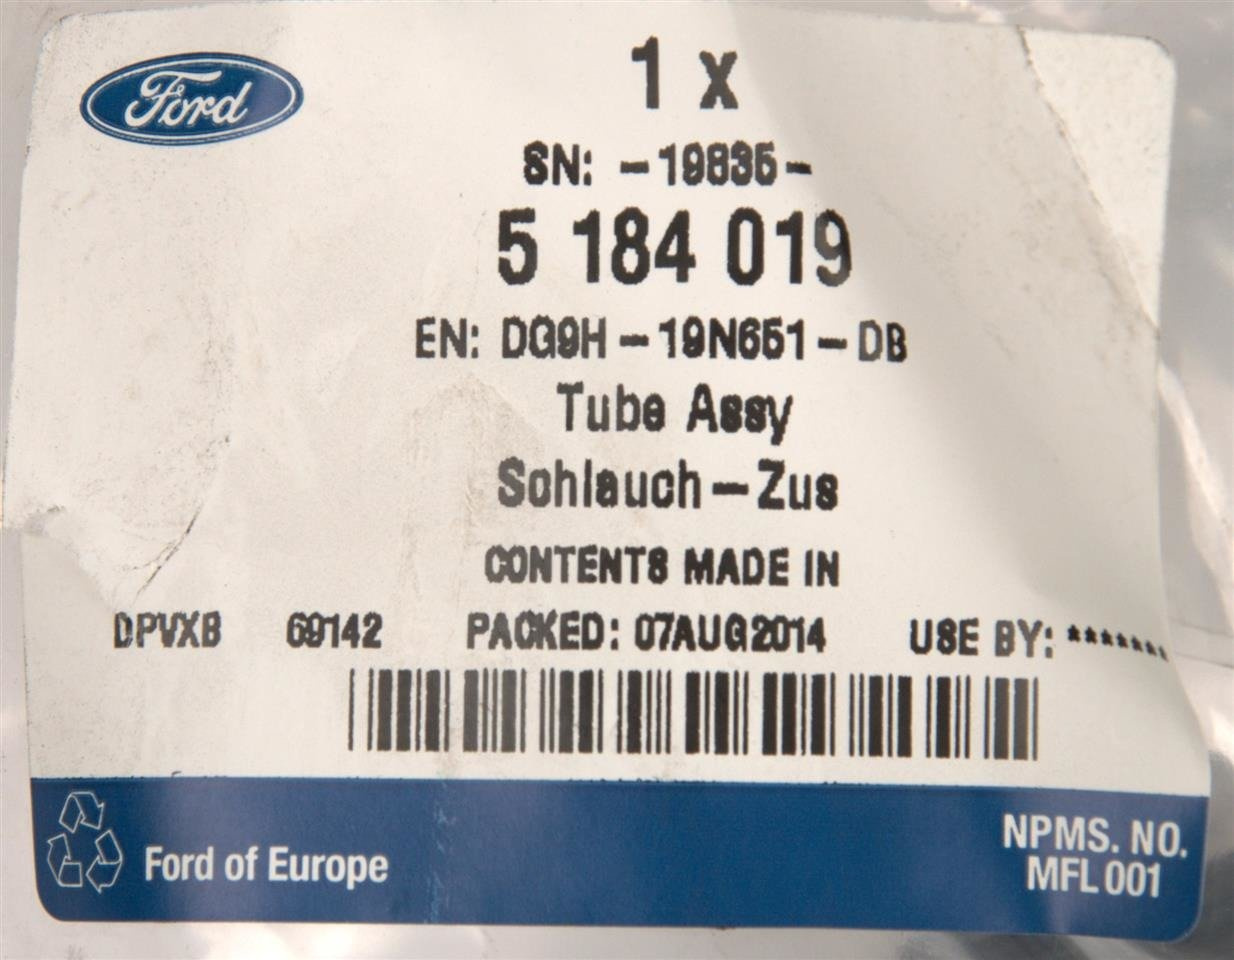 Ford
1 x
SN: -19835-
5 184 019
EN: DG9H-19N651-DB
Tube Assy
Schlauch-Zus
CONTENTS MADE IN
DPVXB 69142 PACKED: 07AUG2014 USE BY: *******
Ford of Europe
NPMS. NO.
MFL 001